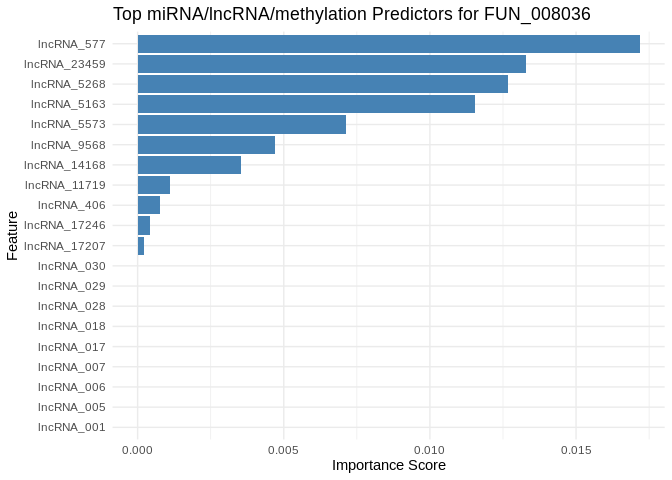 Top miRNA/lncRNA/methylation Predictors for FUN_008036
lncRNA_577
lncRNA_23459
lncRNA_5268
lncRNA_5163
lncRNA_5573
lncRNA_9568
lncRNA_14168
lncRNA_11719
lncRNA_406
lncRNA_17246
lncRNA_17207
lncRNA_030
lncRNA_029
lncRNA_028
lncRNA_018
lncRNA_017
lncRNA_007
lncRNA_006
lncRNA_005
lncRNA_001
Feature
0.000 0.005 0.010 0.015
Importance Score